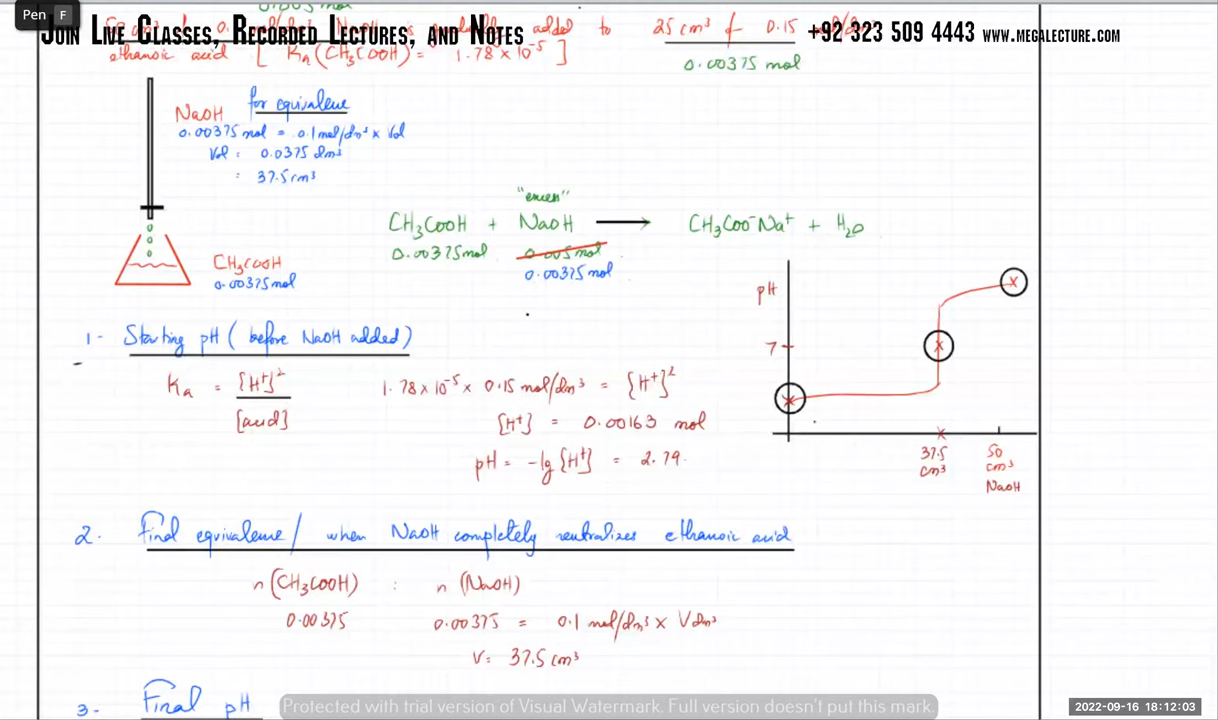 Pen F
0.005 mol
Join Live Classes, Recorded Lectures, and Notes +92 323 509 4443 www.megalecture.com
added to 25 cm³ of 0.15
ethanoic acid [ Ka(CH₃COOH) = 1.78 × 10⁻⁵ ]
0.00375 mol
NaOH for equivalence
0.00375 mol = 0.1 mol/dm³ × Vol
Vol = 0.0375 dm³
= 37.5 cm³
"excess"
CH₃COOH + NaOH ⟶ CH₃COO⁻Na⁺ + H₂O
0.00375 mol 0.005 mol
0.00375 mol
CH₃COOH
0.00375 mol
pH
7
37.5 cm³
50 cm³ NaOH
1- Starting pH ( before NaOH added)
Ka = [H⁺]² / [acid]
1.78 × 10⁻⁵ × 0.15 mol/dm³ = [H⁺]²
[H⁺] = 0.00163 mol
pH = -lg [H⁺] = 2.79
2. Final equivalence / when NaOH completely neutralizes ethanoic acid
n (CH₃COOH) : n (NaOH)
0.00375 0.00375 = 0.1 mol/dm³ × V dm³
V = 37.5 cm³
3- Final pH
Protected with trial version of Visual Watermark. Full version doesn't put this mark.
2022-09-16 18:12:03